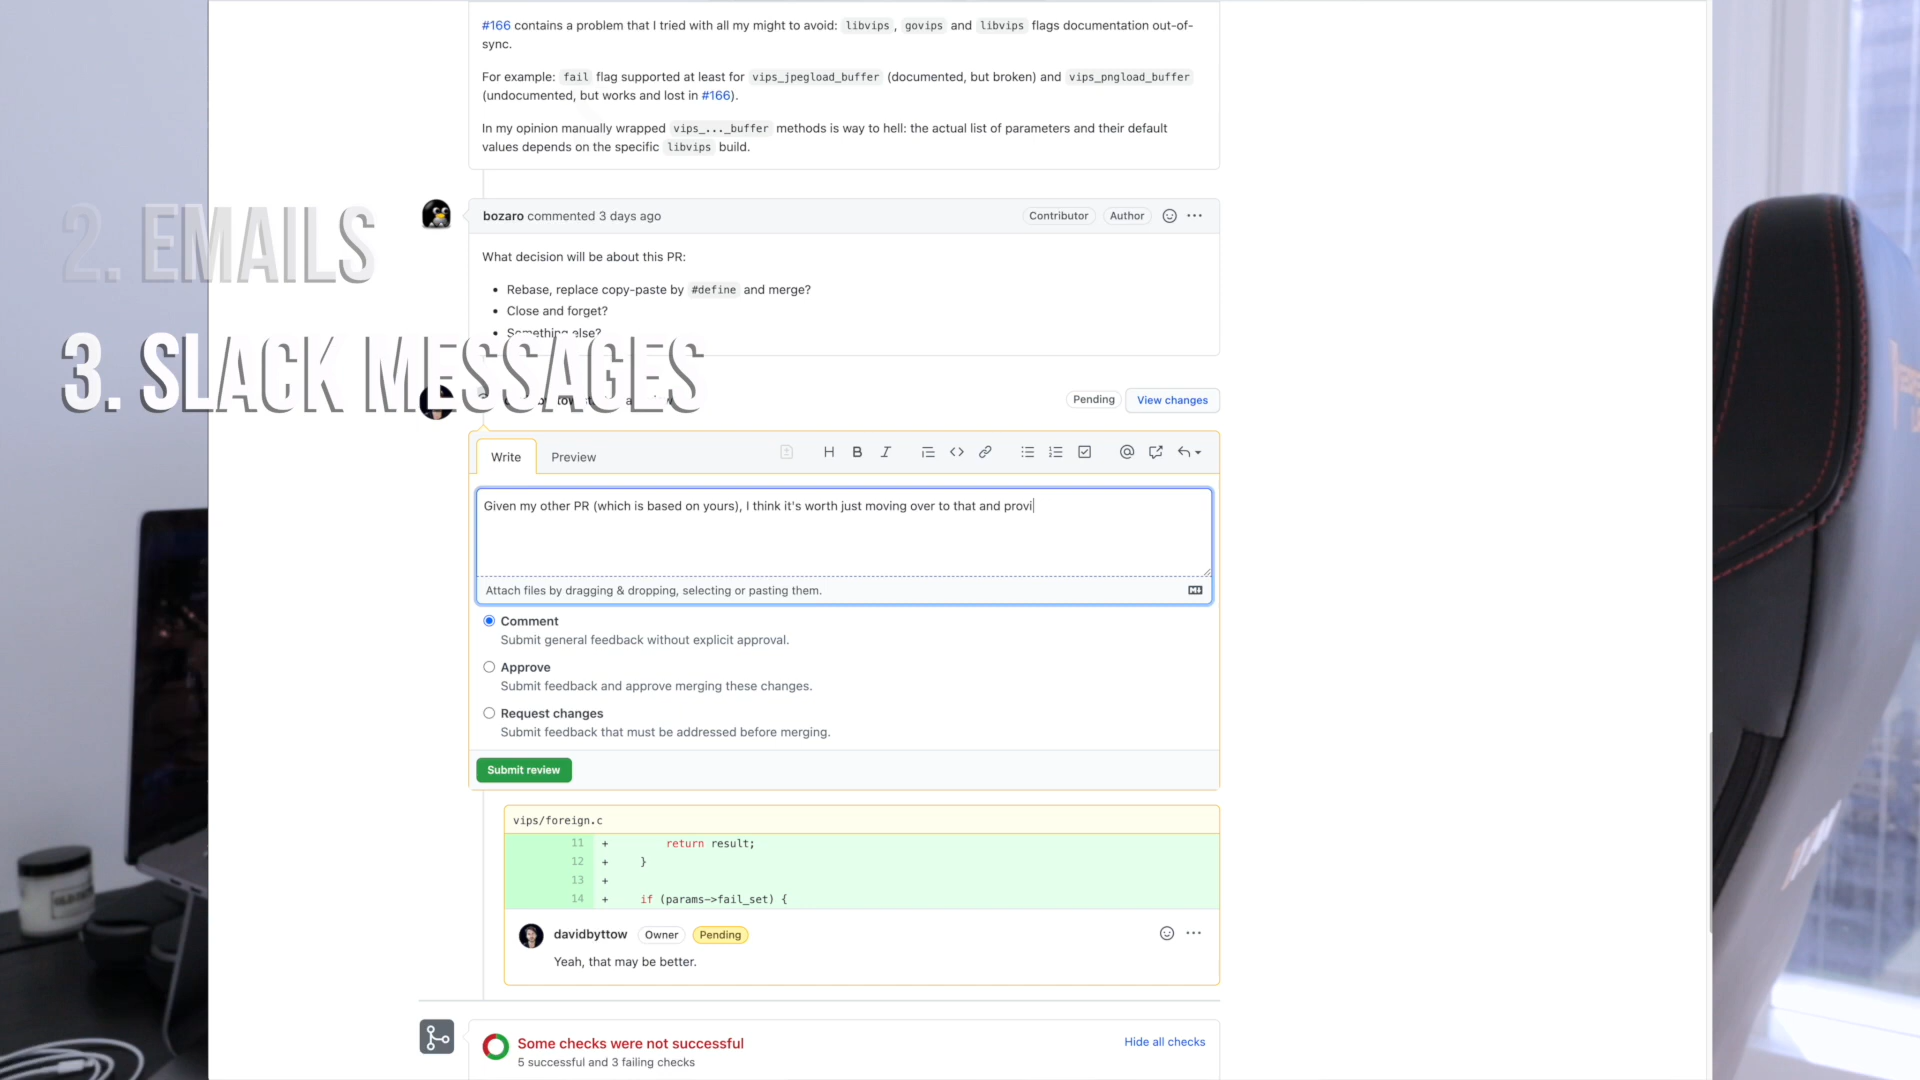 #166 contains a problem that I tried with all my might to avoid: libvips , govips and libvips flags documentation out-of-
sync.
For example: fail flag supported at least for vips_jpegload_buffer (documented, but broken) and vips_pngload_buffer
(undocumented, but works and lost in #166).
In my opinion manually wrapped vips_..._buffer methods is way to hell: the actual list of parameters and their default
values depends on the specific libvips build.
2. EMAILS
bozaro commented 3 days ago
Contributor
Author
What decision will be about this PR:
• Rebase, replace copy-paste by #define and merge?
• Close and forget?
• Something else?
3. SLACK MESSAGES
Pending
View changes
Write
Preview
Given my other PR (which is based on yours), I think it's worth just moving over to that and provi
Attach files by dragging & dropping, selecting or pasting them.
Comment
Submit general feedback without explicit approval.
Approve
Submit feedback and approve merging these changes.
Request changes
Submit feedback that must be addressed before merging.
Submit review
vips/foreign.c
11 + return result;
12 + }
13 +
14 + if (params->fail_set) {
davidbyttow Owner Pending
Yeah, that may be better.
Some checks were not successful
Hide all checks
5 successful and 3 failing checks